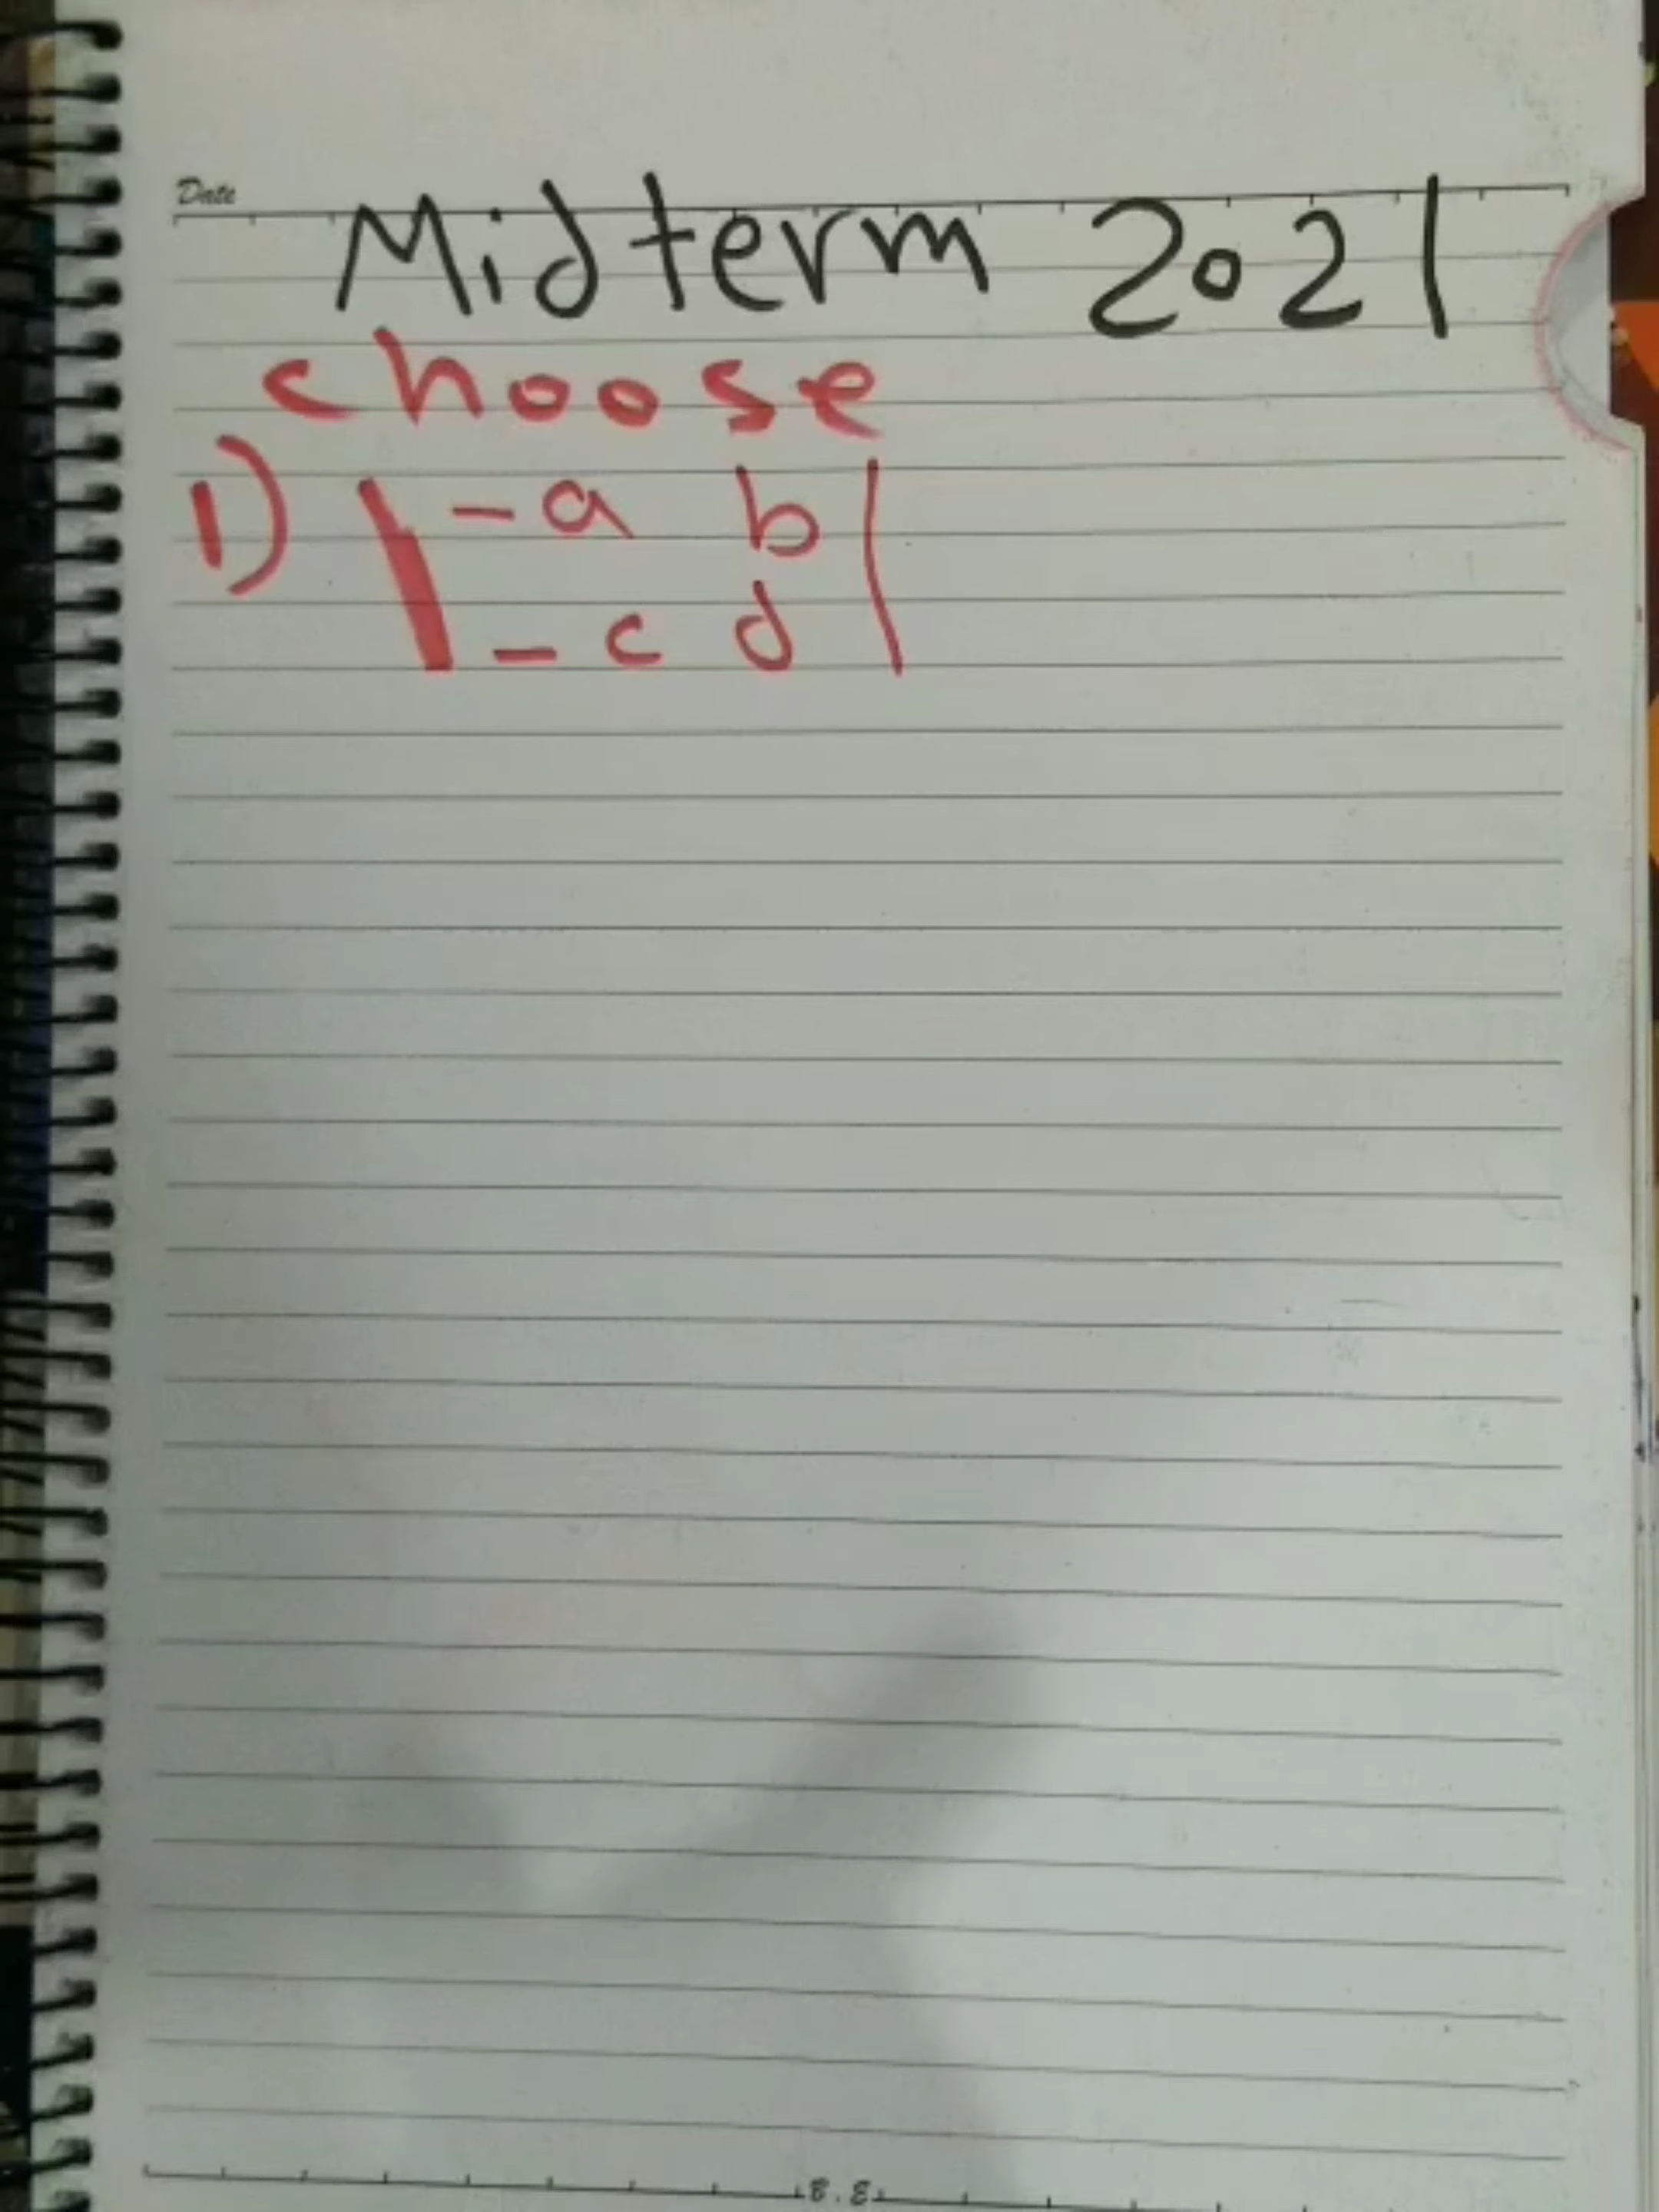 Date
Midterm 2021
choose
1) | -a b |
| -c d |